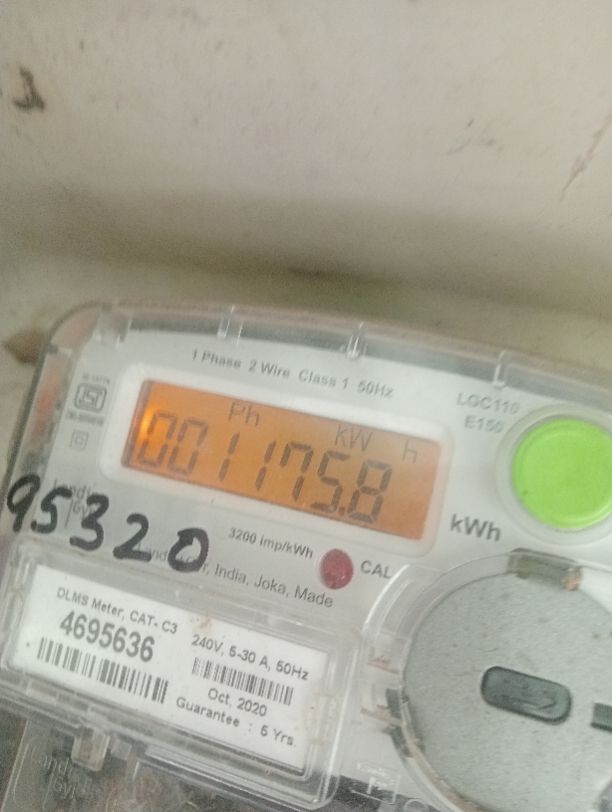 1 Phase 2 Wire Class 1 50Hz
LOC110
E150
Ph kW h
001175.8
kWh
95320
3200 imp/kWh
CAL
India, Joka, Made
DLMS Meter, CAT- C3
4695636
240V, 5-30 A, 50Hz
Oct. 2020
Guarantee : 5 Yrs.